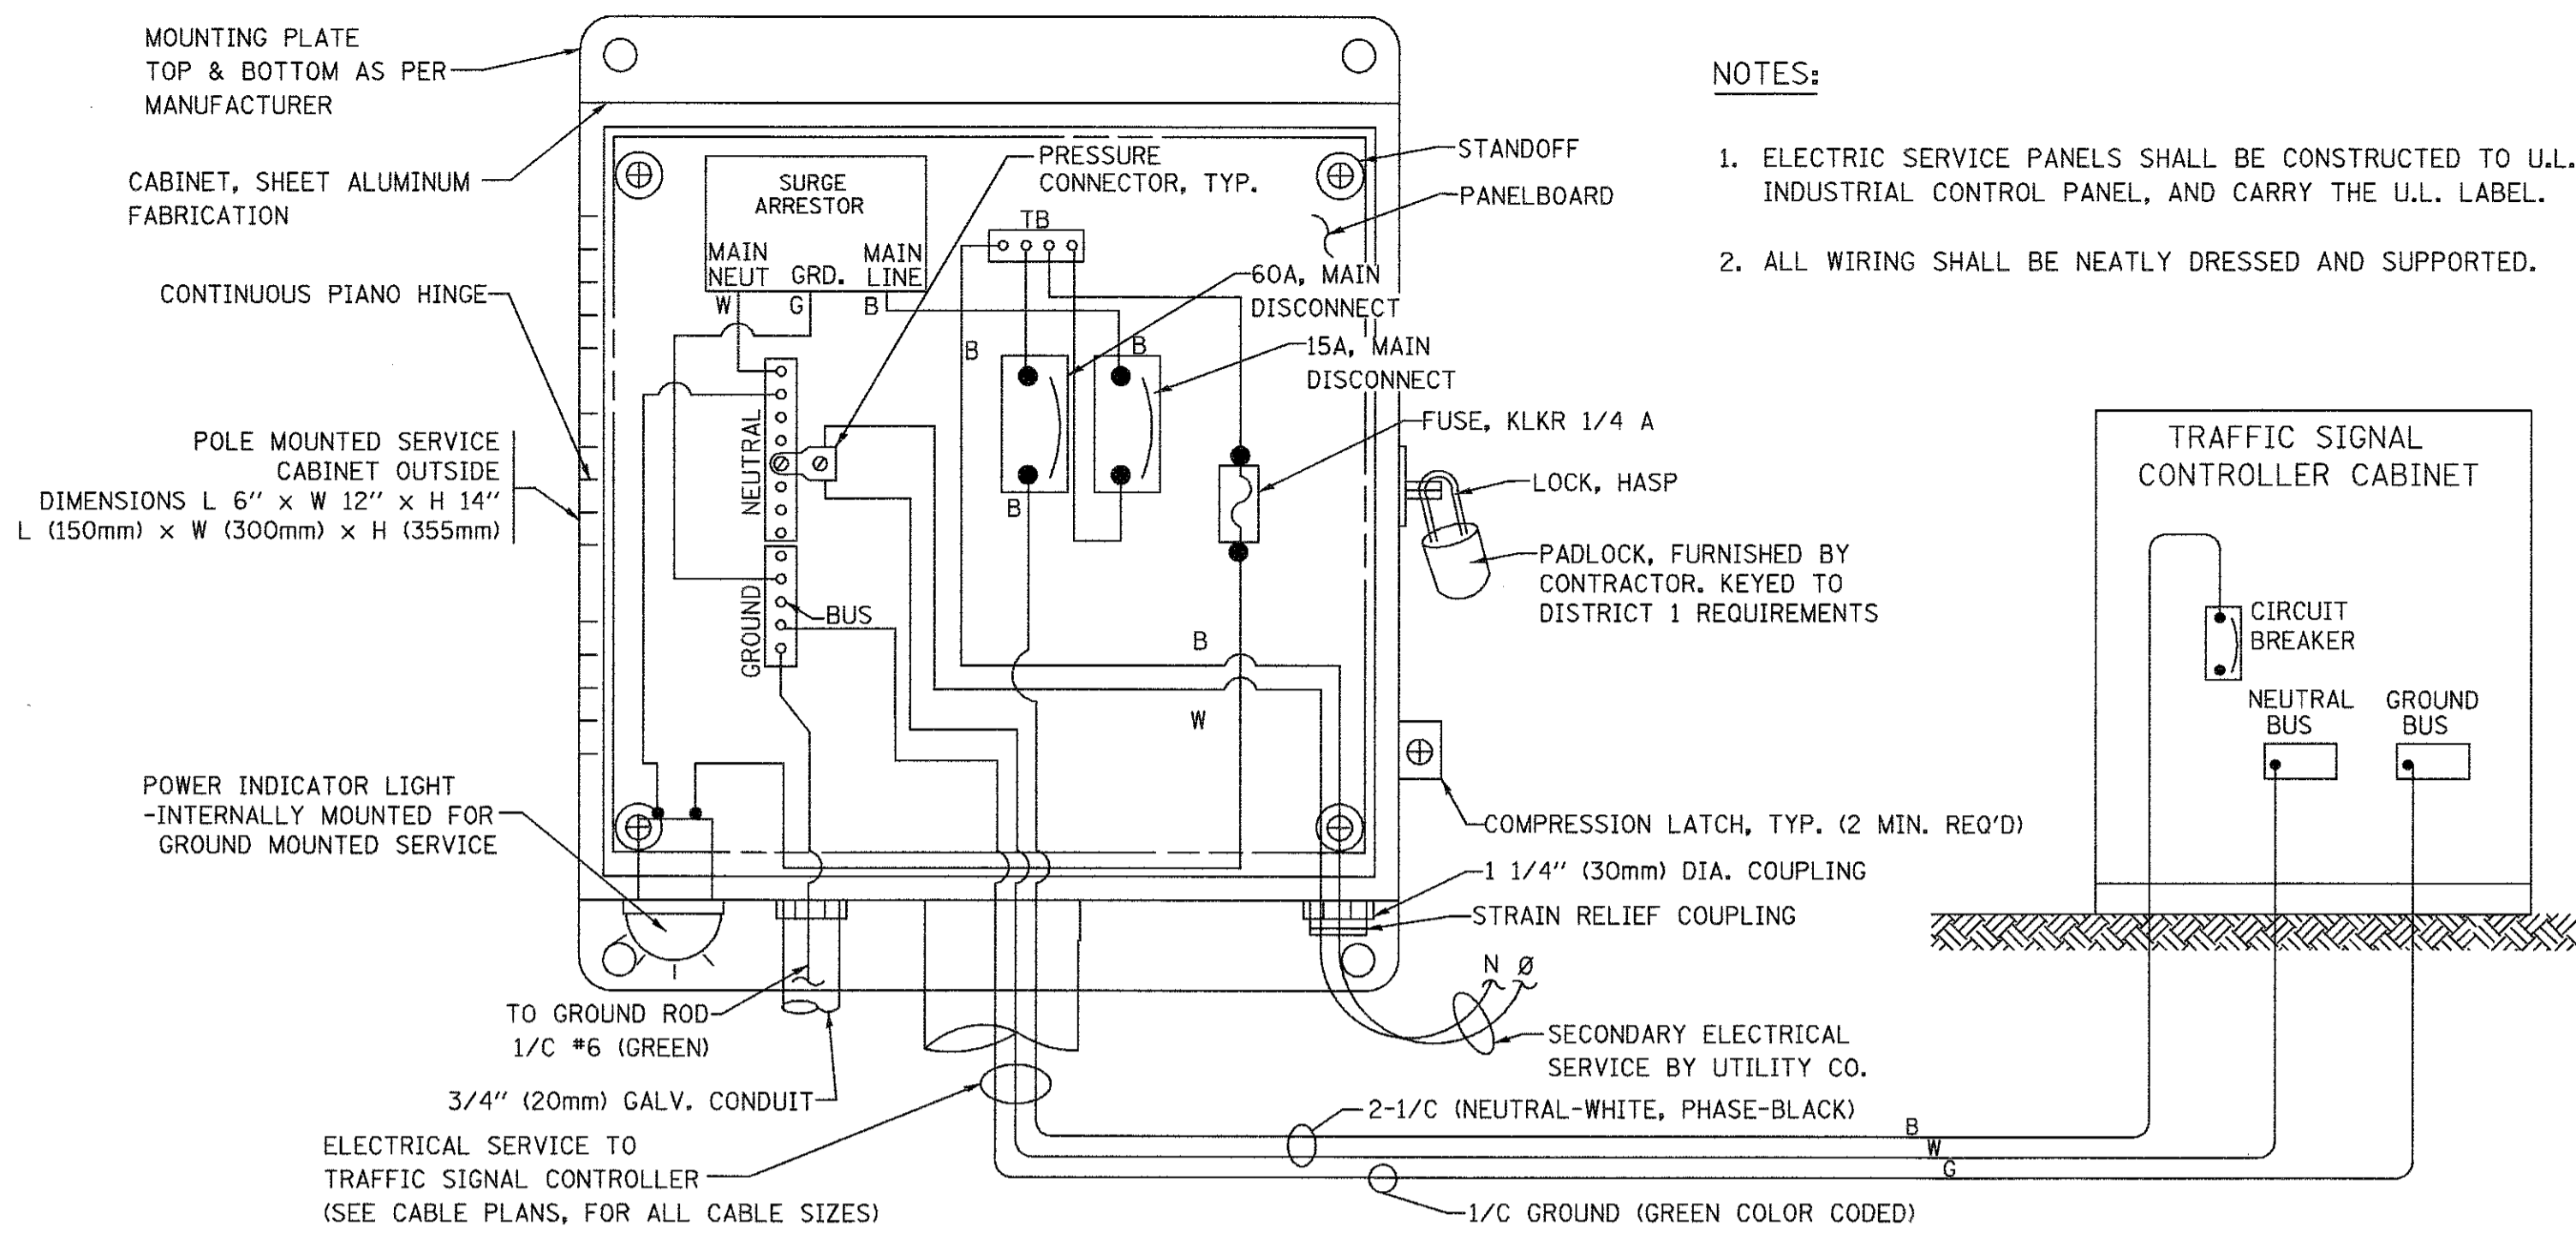 MOUNTING PLATE
TOP & BOTTOM AS PER
MANUFACTURER
CABINET, SHEET ALUMINUM
FABRICATION
CONTINUOUS PIANO HINGE
POLE MOUNTED SERVICE
CABINET OUTSIDE
DIMENSIONS L 6" x W 12" x H 14"
L (150mm) x W (300mm) x H (355mm)
POWER INDICATOR LIGHT
-INTERNALLY MOUNTED FOR
GROUND MOUNTED SERVICE
SURGE
ARRESTOR
MAIN
NEUT
GRD.
MAIN
LINE
W
G
B
PRESSURE
CONNECTOR, TYP.
TB
STANDOFF
PANELBOARD
60A, MAIN
DISCONNECT
15A, MAIN
DISCONNECT
B
B
B
FUSE, KLKR 1/4 A
LOCK, HASP
PADLOCK, FURNISHED BY
CONTRACTOR. KEYED TO
DISTRICT 1 REQUIREMENTS
NEUTRAL
GROUND
BUS
B
W
COMPRESSION LATCH, TYP. (2 MIN. REQ'D)
1 1/4" (30mm) DIA. COUPLING
STRAIN RELIEF COUPLING
N Ø
SECONDARY ELECTRICAL
SERVICE BY UTILITY CO.
TO GROUND ROD
1/C #6 (GREEN)
3/4" (20mm) GALV. CONDUIT
ELECTRICAL SERVICE TO
TRAFFIC SIGNAL CONTROLLER
(SEE CABLE PLANS, FOR ALL CABLE SIZES)
2-1/C (NEUTRAL-WHITE, PHASE-BLACK)
1/C GROUND (GREEN COLOR CODED)
B
W
G
NOTES:
1. ELECTRIC SERVICE PANELS SHALL BE CONSTRUCTED TO U.L.
INDUSTRIAL CONTROL PANEL, AND CARRY THE U.L. LABEL.
2. ALL WIRING SHALL BE NEATLY DRESSED AND SUPPORTED.
TRAFFIC SIGNAL
CONTROLLER CABINET
CIRCUIT
BREAKER
NEUTRAL
BUS
GROUND
BUS